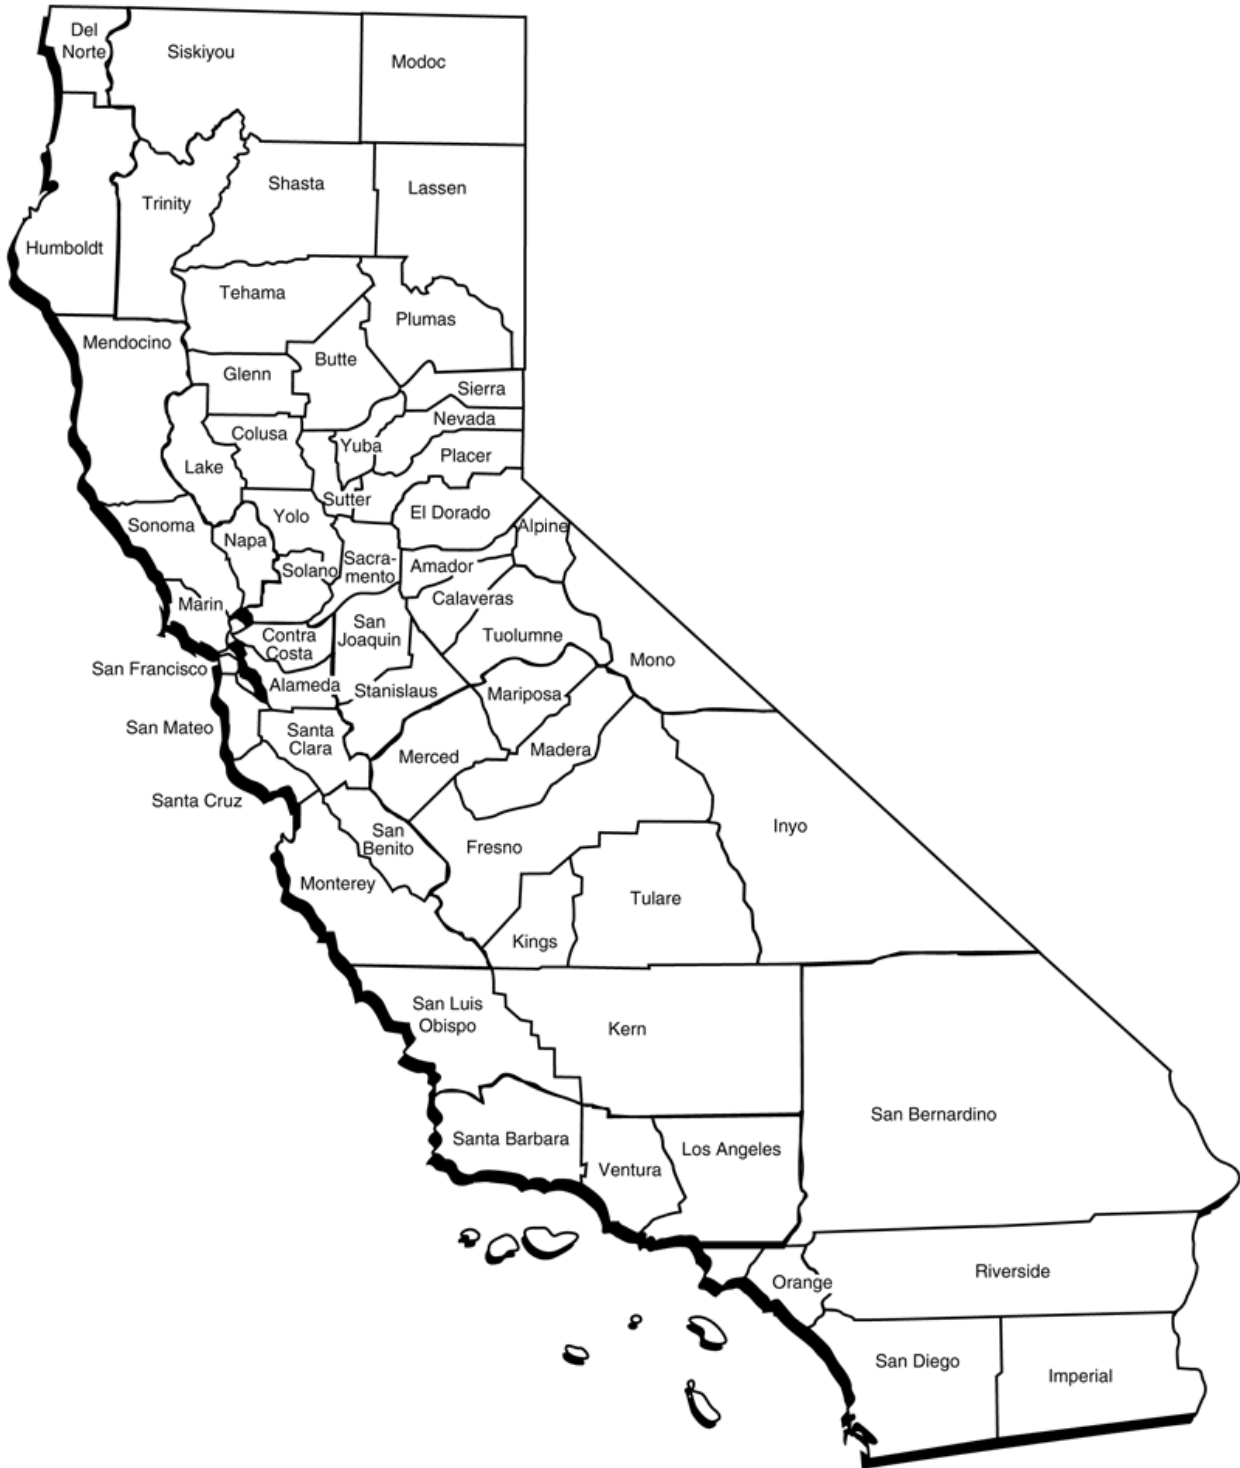 Del
Norte
Siskiyou
Modoc
Shasta
Lassen
Trinity
Humboldt
Tehama
Plumas
Mendocino
Butte
Glenn
Sierra
Nevada
Colusa
Yuba
Placer
Lake
Sutter
El Dorado
Yolo
Sonoma
Alpine
Napa
Sacra-
mento
Amador
Solano
Calaveras
Marin
San
Joaquin
Contra
Costa
Tuolumne
Mono
San Francisco
Alameda
Stanislaus
Mariposa
San Mateo
Santa
Clara
Merced
Madera
Santa Cruz
Inyo
San
Benito
Fresno
Monterey
Tulare
Kings
San Luis
Obispo
Kern
San Bernardino
Santa Barbara
Los Angeles
Ventura
Riverside
Orange
San Diego
Imperial